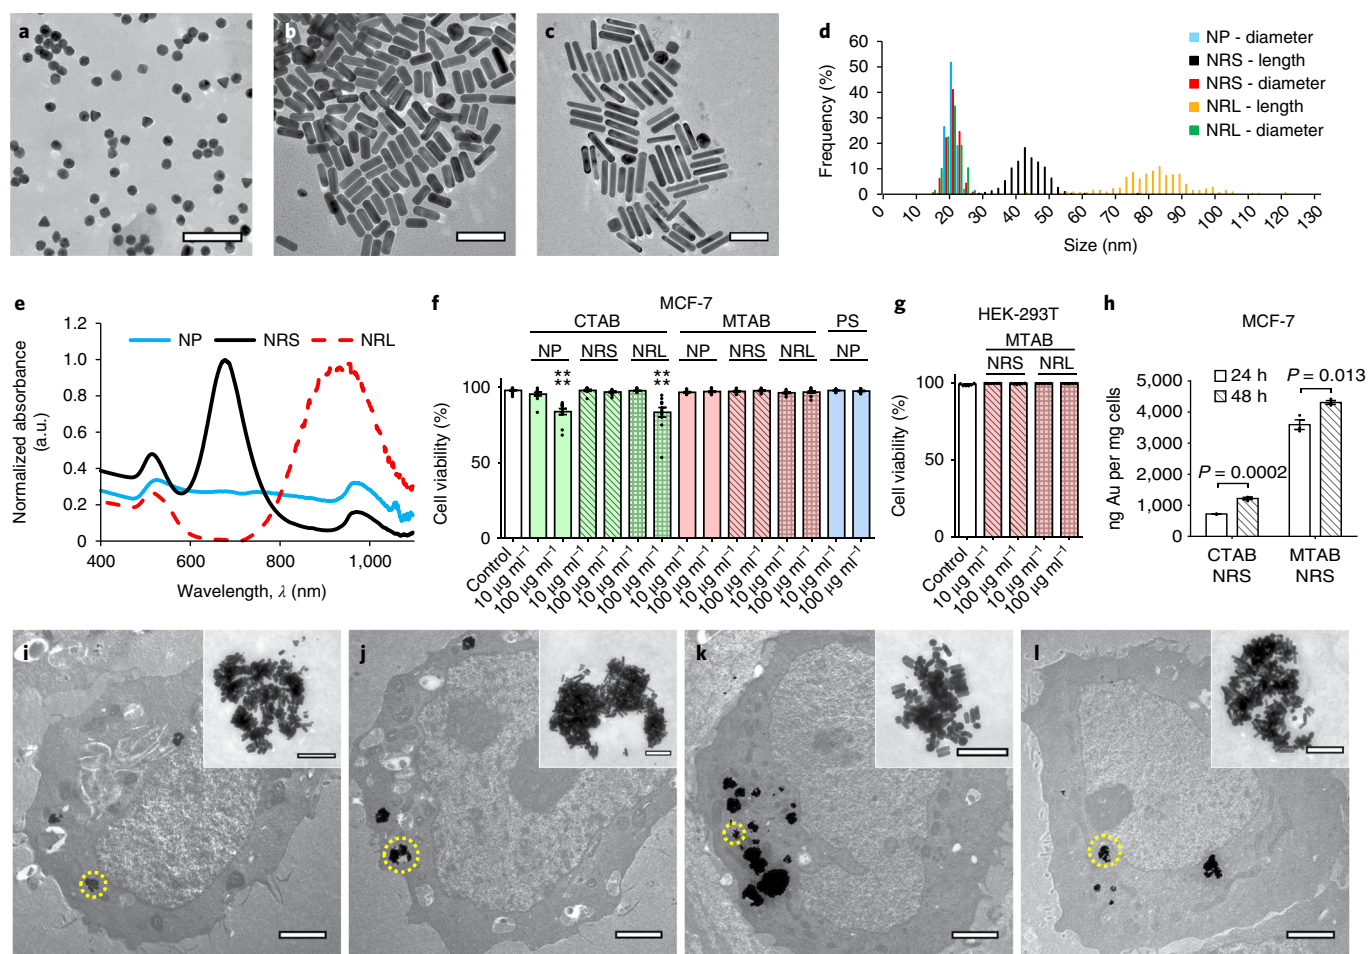 a
b
c
d
60
50
40
30
20
10
0
Frequency (%)
0 10 20 30 40 50 60 70 80 90 100 110 120 130
Size (nm)
NP - diameter
NRS - length
NRS - diameter
NRL - length
NRL - diameter
e
1.2
1.0
0.8
0.6
0.4
0.2
0
Normalized absorbance
(a.u.)
NP NRS NRL
400 600 800 1,000
Wavelength, λ (nm)
f
MCF-7
CTAB MTAB PS
NP NRS NRL NP NRS NRL NP
** **
** **
100
50
0
Cell viability (%)
Control
10 μg ml⁻¹
100 μg ml⁻¹
10 μg ml⁻¹
100 μg ml⁻¹
10 μg ml⁻¹
100 μg ml⁻¹
10 μg ml⁻¹
100 μg ml⁻¹
10 μg ml⁻¹
100 μg ml⁻¹
10 μg ml⁻¹
100 μg ml⁻¹
10 μg ml⁻¹
100 μg ml⁻¹
g
HEK-293T
MTAB
NRS NRL
100
50
0
Cell viability (%)
Control
10 μg ml⁻¹
100 μg ml⁻¹
10 μg ml⁻¹
100 μg ml⁻¹
h
MCF-7
24 h
48 h
P = 0.013
P = 0.0002
5,000
4,000
3,000
2,000
1,000
0
ng Au per mg cells
CTAB MTAB
NRS NRS
i
j
k
l